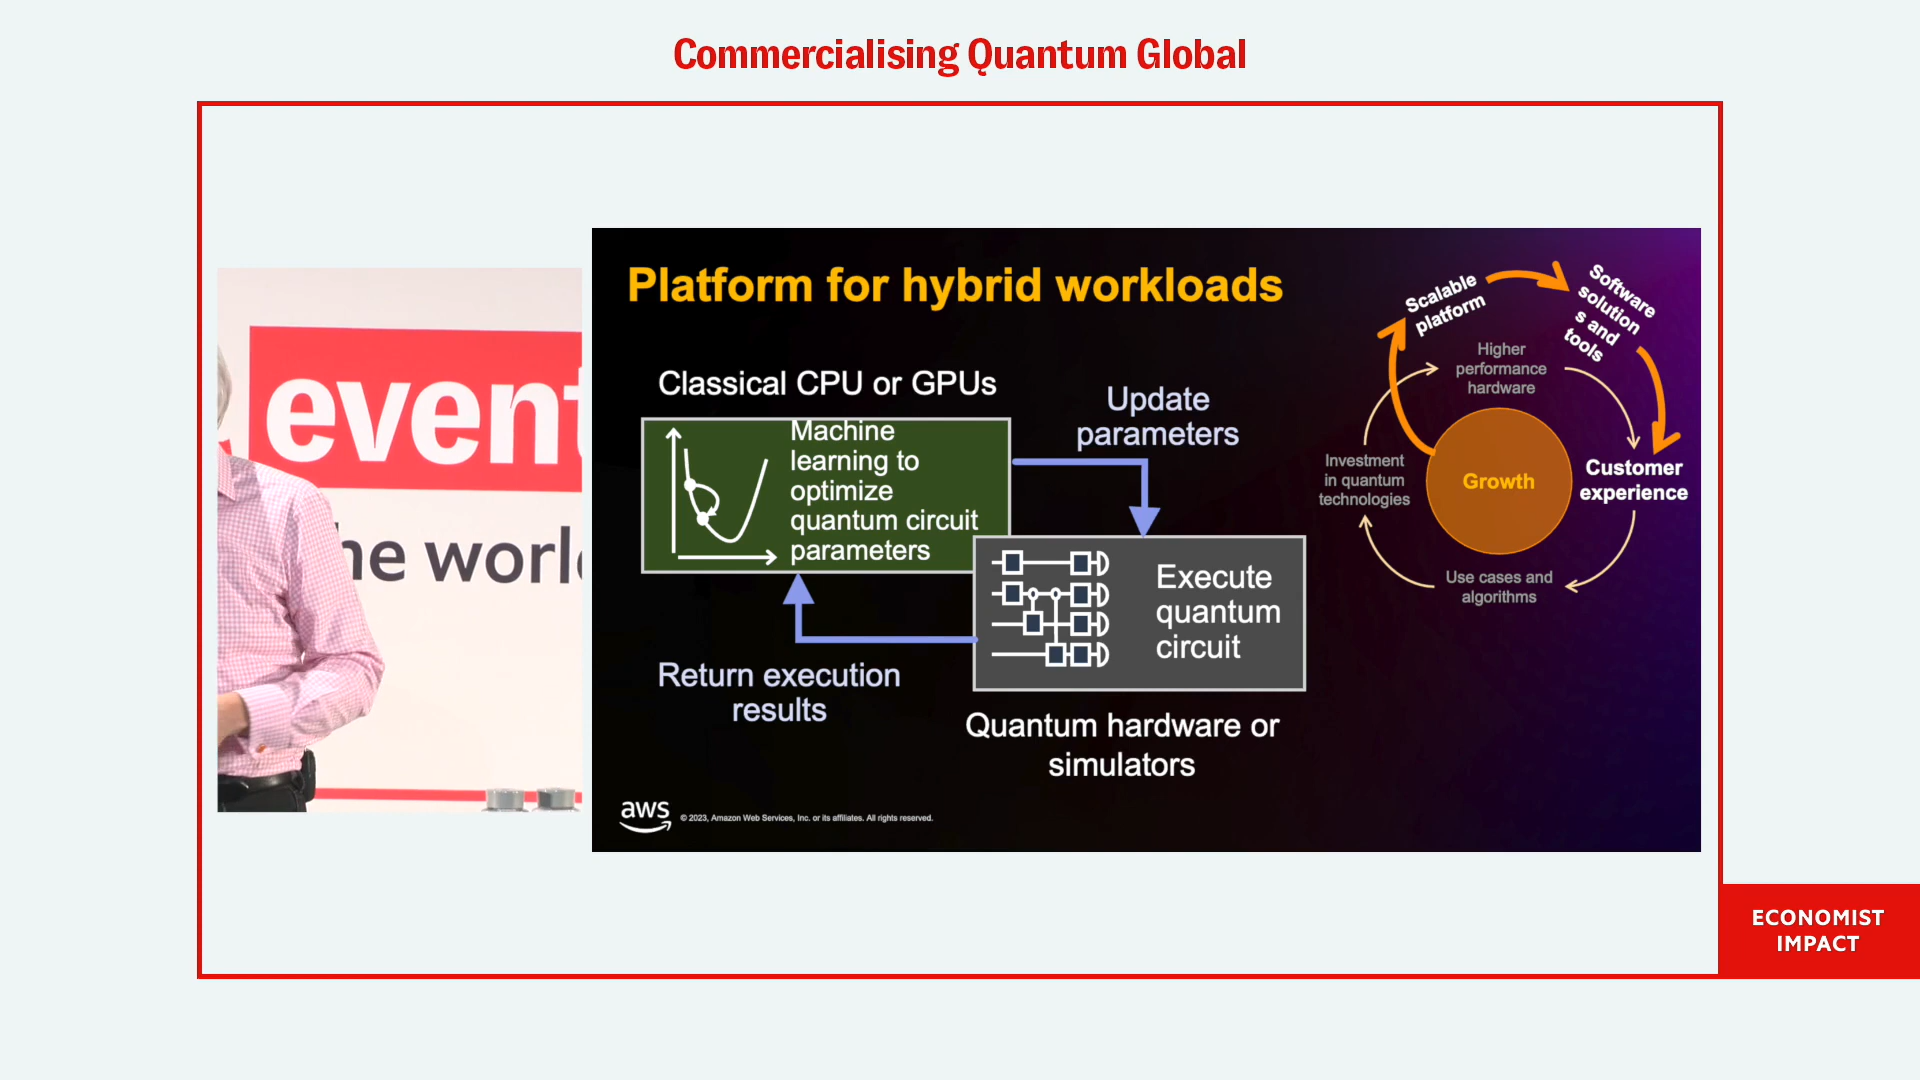 Commercialising Quantum Global
event
he worl
Platform for hybrid workloads
Classical CPU or GPUs
Machine
learning to
optimize
quantum circuit
parameters
Update
parameters
Execute
quantum
circuit
Return execution
results
Quantum hardware or
simulators
Scalable
platform
Software
solution
s and
tools
Higher
performance
hardware
Investment
in quantum
technologies
Growth
Customer
experience
Use cases and
algorithms
aws
© 2023, Amazon Web Services, Inc. or its affiliates. All rights reserved.
ECONOMIST
IMPACT